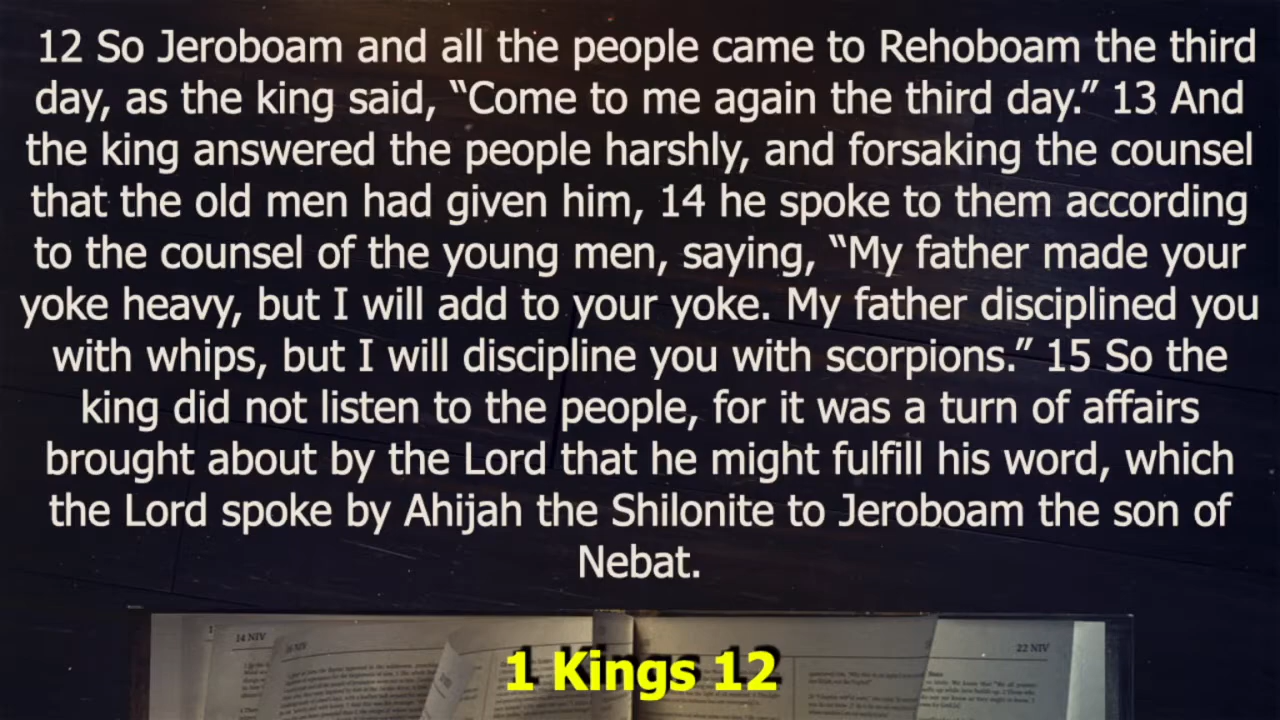 12 So Jeroboam and all the people came to Rehoboam the third
day, as the king said, “Come to me again the third day.” 13 And
the king answered the people harshly, and forsaking the counsel
that the old men had given him, 14 he spoke to them according
to the counsel of the young men, saying, “My father made your
yoke heavy, but I will add to your yoke. My father disciplined you
with whips, but I will discipline you with scorpions.” 15 So the
king did not listen to the people, for it was a turn of affairs
brought about by the Lord that he might fulfill his word, which
the Lord spoke by Ahijah the Shilonite to Jeroboam the son of
Nebat.
14 NIV
22 NIV
1 Kings 12